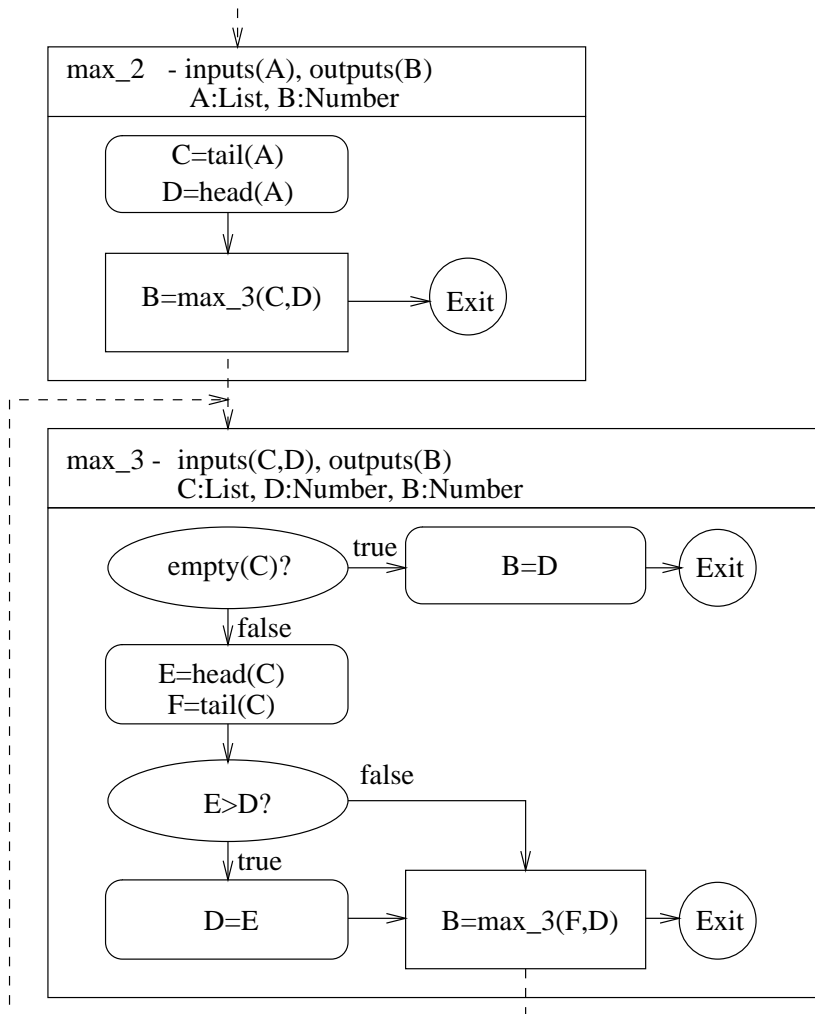 max_2 - inputs(A), outputs(B)
A:List, B:Number
C=tail(A)
D=head(A)
B=max_3(C,D)
Exit
max_3 - inputs(C,D), outputs(B)
C:List, D:Number, B:Number
empty(C)?
true
B=D
Exit
false
E=head(C)
F=tail(C)
E>D?
false
true
D=E
B=max_3(F,D)
Exit